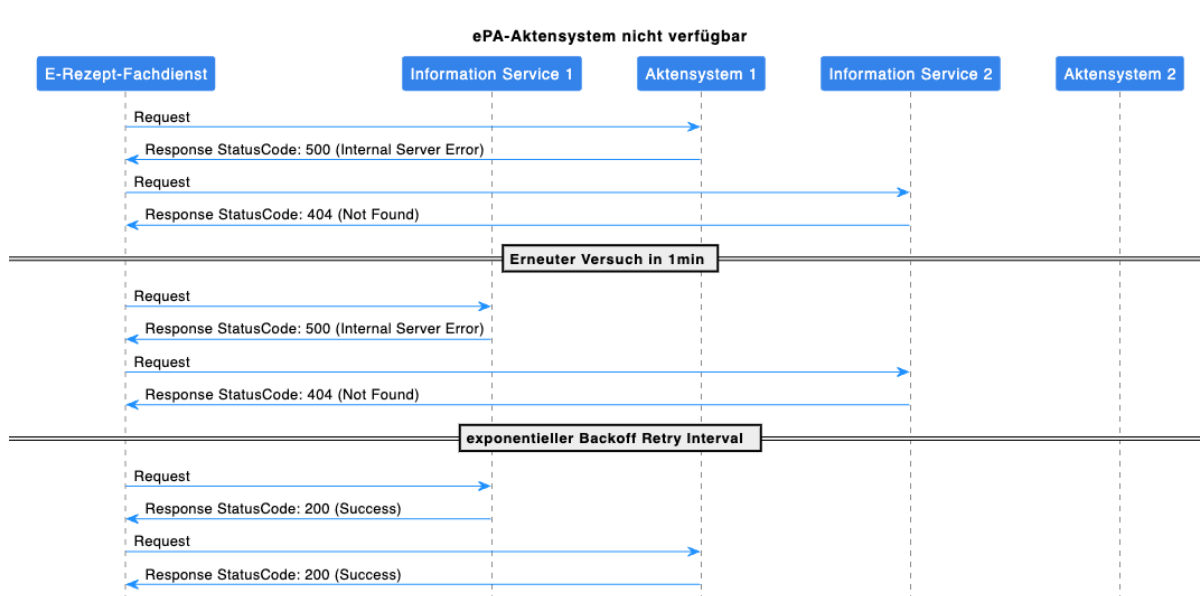 ePA-Aktensystem nicht verfügbar
E-Rezept-Fachdienst
Information Service 1
Aktensystem 1
Information Service 2
Aktensystem 2
Request
Response StatusCode: 500 (Internal Server Error)
Request
Response StatusCode: 404 (Not Found)
Erneuter Versuch in 1min
Request
Response StatusCode: 500 (Internal Server Error)
Request
Response StatusCode: 404 (Not Found)
exponentieller Backoff Retry Interval
Request
Response StatusCode: 200 (Success)
Request
Response StatusCode: 200 (Success)